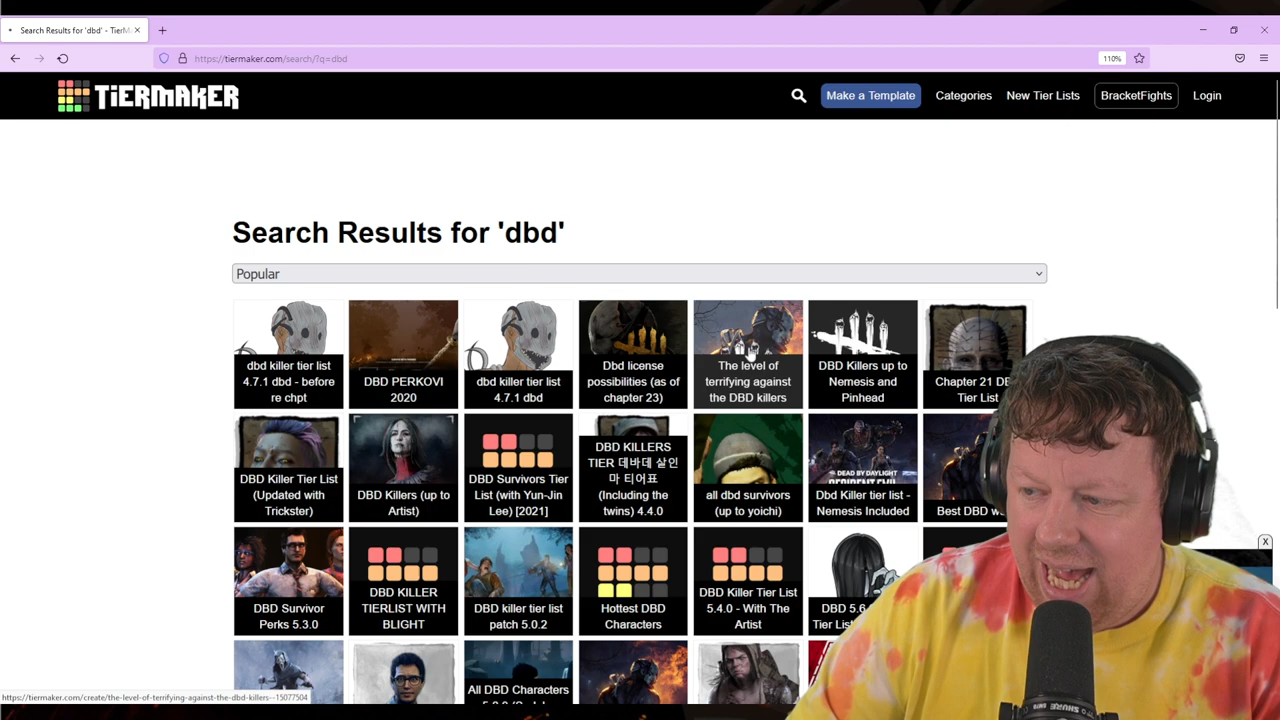 Search Results for 'dbd' - TierM
https://tiermaker.com/search/?q=dbd
110%
TiERMAKER
Make a Template
Categories
New Tier Lists
BracketFights
Login
Search Results for 'dbd'
Popular
dbd killer tier list
4.7.1 dbd - before
re chpt
DBD PERKOVI
2020
dbd killer tier list
4.7.1 dbd
Dbd license
possibilities (as of
chapter 23)
The level of
terrifying against
the DBD killers
DBD Killers up to
Nemesis and
Pinhead
Chapter 21 DB
Tier List
DBD Killer Tier List
(Updated with
Trickster)
DBD Killers (up to
Artist)
DBD Survivors Tier
List (with Yun-Jin
Lee) [2021]
DBD KILLERS
TIER 데바데 살인
마 티어표
(Including the
twins) 4.4.0
all dbd survivors
(up to yoichi)
DEAD BY DAYLIGHT
RESIDENT EVIL
Dbd Killer tier list -
Nemesis Included
Best DBD w
DBD Survivor
Perks 5.3.0
DBD KILLER
TIERLIST WITH
BLIGHT
DBD killer tier list
patch 5.0.2
Hottest DBD
Characters
DBD Killer Tier List
5.4.0 - With The
Artist
DBD 5.6
Tier List
X
All DBD Characters
https://tiermaker.com/create/the-level-of-terrifying-against-the-dbd-killers--15077504
SHURE